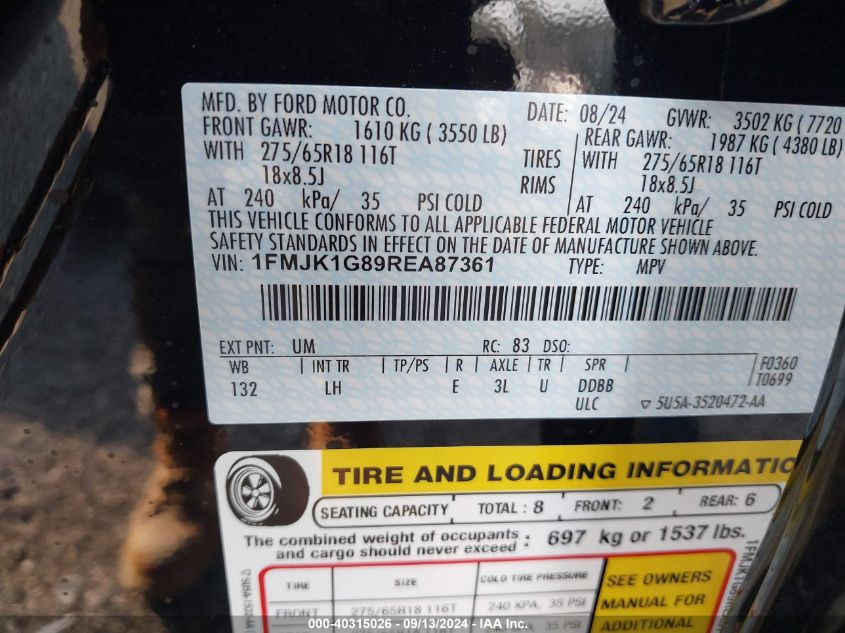 MFD. BY FORD MOTOR CO. DATE: 08/24 GVWR: 3502 KG ( 7720
FRONT GAWR: 1610 KG ( 3550 LB) REAR GAWR: 1987 KG ( 4380 LB)
WITH 275/65R18 116T TIRES WITH 275/65R18 116T
18x8.5J RIMS 18x8.5J
AT 240 kPa/ 35 PSI COLD AT 240 kPa/ 35 PSI COLD
THIS VEHICLE CONFORMS TO ALL APPLICABLE FEDERAL MOTOR VEHICLE
SAFETY STANDARDS IN EFFECT ON THE DATE OF MANUFACTURE SHOWN ABOVE.
VIN: 1FMJK1G89REA87361 TYPE: MPV
EXT PNT: UM RC: 83 DSO:
WB INT TR TP/PS R AXLE TR SPR F0360
132 LH E 3L U DDBB T0699
ULC ▽ 5U5A-3520472-AA
TIRE AND LOADING INFORMATIO
SEATING CAPACITY TOTAL : 8 FRONT: 2 REAR: 6
The combined weight of occupants and cargo should never exceed : 697 kg or 1537 lbs.
TIRE SIZE COLD TIRE PRESSURE SEE OWNERS
FRONT 275/65R18 116T 240 KPA, 35 PSI MANUAL FOR
ADDITIONAL
000-40315026 - 09/13/2024 - IAA Inc.